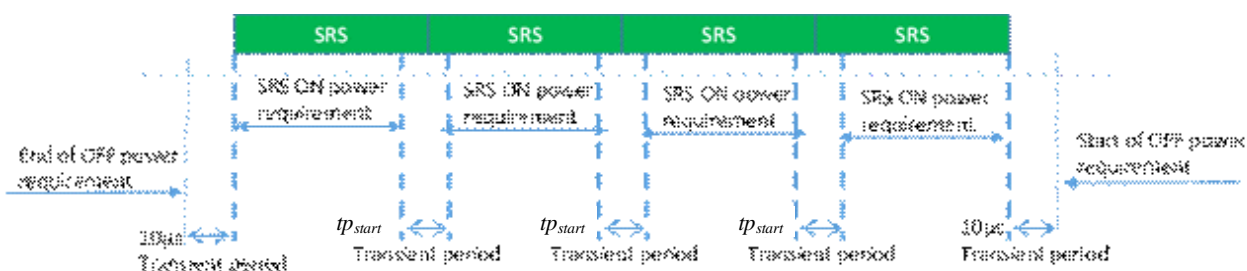 SRS SRS SRS SRS
SRS ON power requirement
SRS ON power requirement
SRS ON power requirement
SRS ON power requirement.
End of OFF power requirement
Start of OFF power requirement
10µs
Transient period
tpstart
Transient period
tpstart
Transient period
tpstart
Transient period
10µs
Transient period